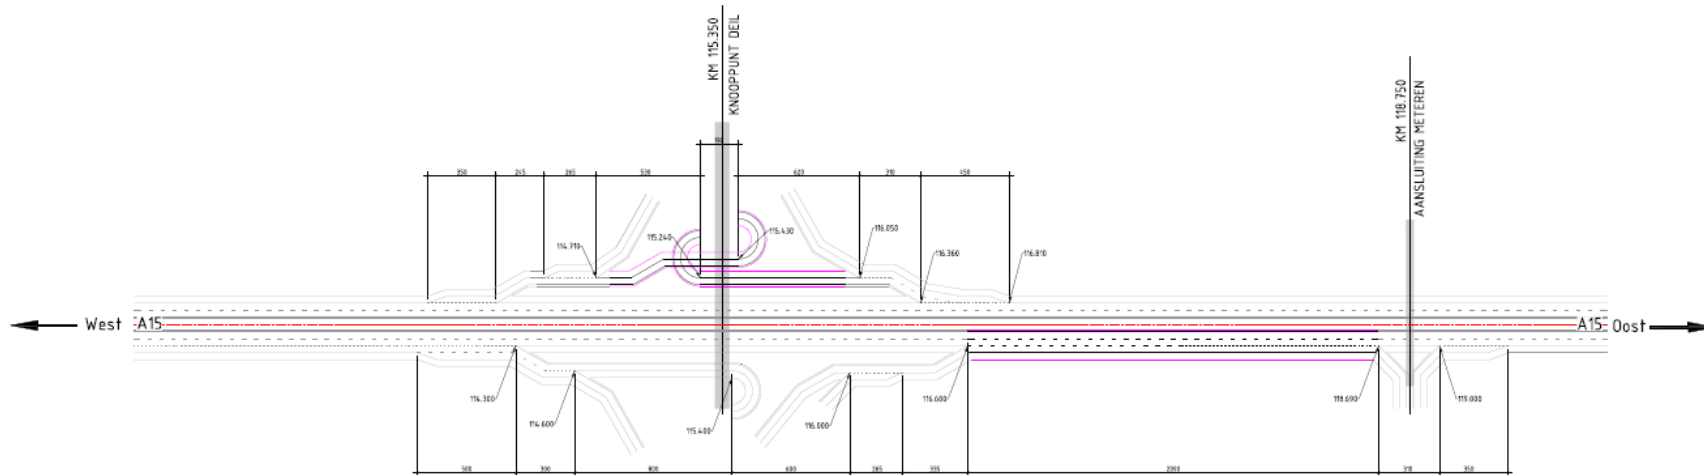 KM 115.350
KNOOPPUNT DEIL
KM 118.750
AANSLUITING METEREN
190
350 245 265 530 620 310 450
114.710
115.240
115.430
116.050
116.360
116.810
West A15
A15 Oost
114.300
114.600
115.400
116.000
116.600
118.690
119.000
500 300 800 600 265 335 2090 310 350